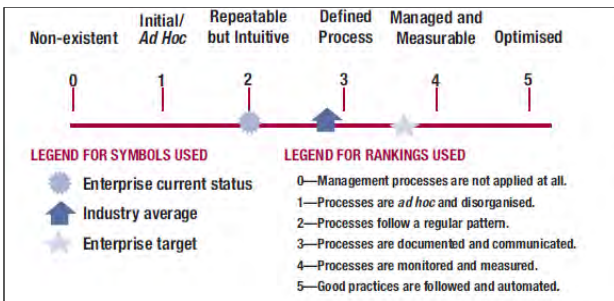 Non-existent
Initial/
Ad Hoc
Repeatable
but Intuitive
Defined
Process
Managed and
Measurable
Optimised
0 1 2 3 4 5
LEGEND FOR SYMBOLS USED
Enterprise current status
Industry average
Enterprise target
LEGEND FOR RANKINGS USED
0—Management processes are not applied at all.
1—Processes are ad hoc and disorganised.
2—Processes follow a regular pattern.
3—Processes are documented and communicated.
4—Processes are monitored and measured.
5—Good practices are followed and automated.